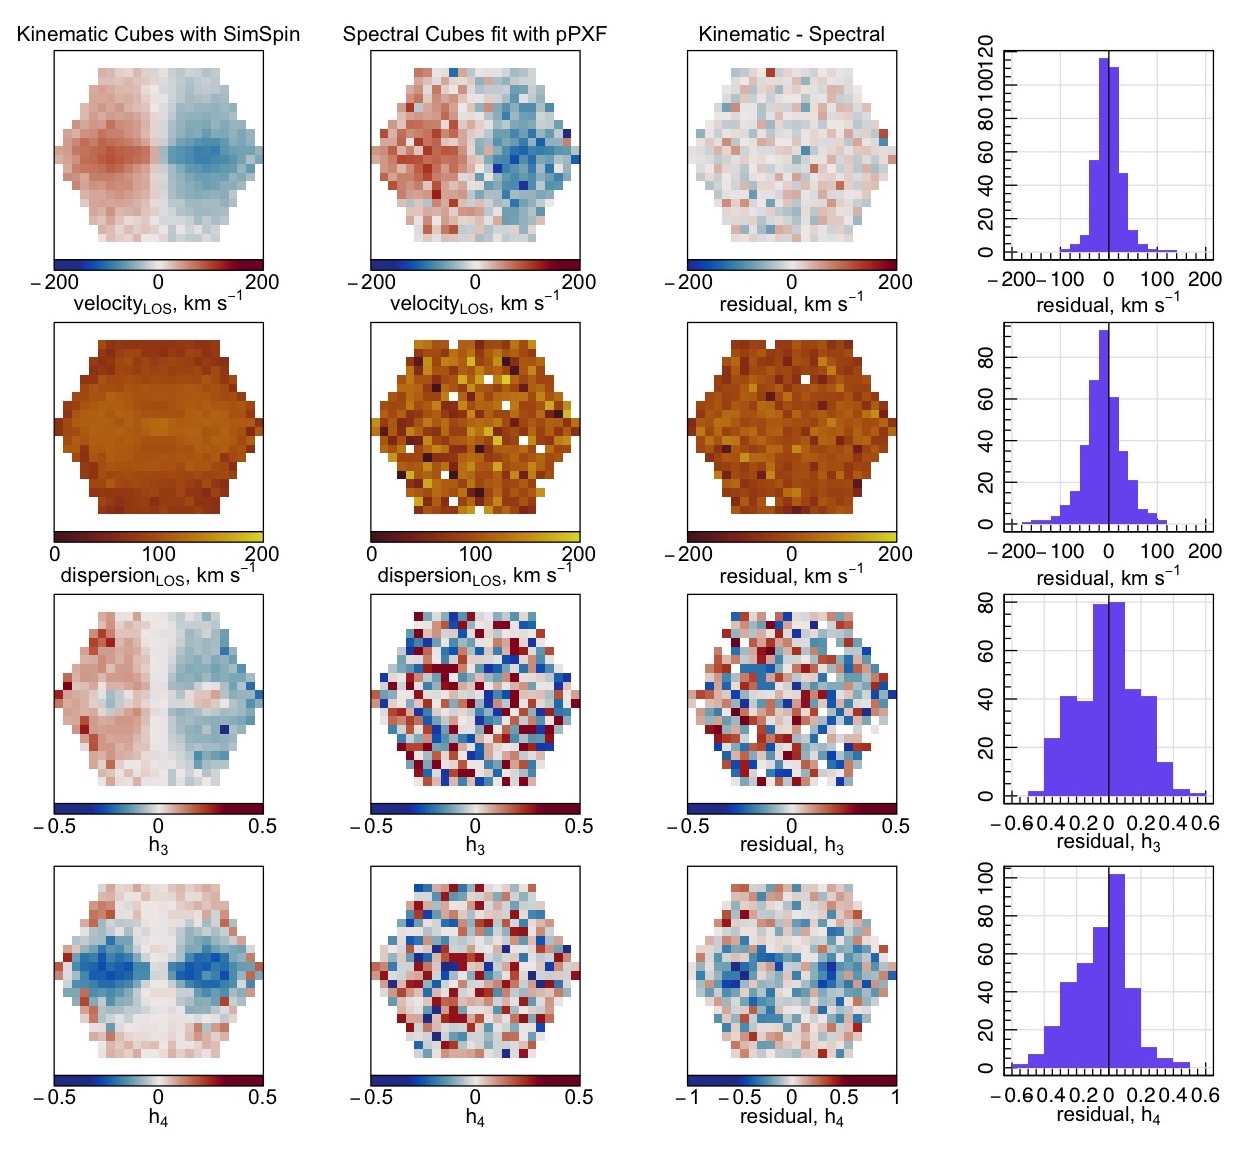 Kinematic Cubes with SimSpin
Spectral Cubes fit with pPXF
Kinematic - Spectral
−200 0 200
velocityLOS, km s−1
−200 0 200
velocityLOS, km s−1
−200 0 200
residual, km s−1
0 20 40 60 80 100 120
−200 −100 0 100 200
residual, km s−1
0 100 200
dispersionLOS, km s−1
0 100 200
dispersionLOS, km s−1
−200 0 200
residual, km s−1
0 20 40 60 80
−200 −100 0 100 200
residual, km s−1
−0.5 0 0.5
h3
−0.5 0 0.5
h3
−0.5 0 0.5
residual, h3
0 20 40 60 80
−0.6 0.4 0.2 0 0.2 0.4 0.6
residual, h3
−0.5 0 0.5
h4
−0.5 0 0.5
h4
−1 −0.5 0 0.5 1
residual, h4
0 20 40 60 80 100
−0.6 0.4 0.2 0 0.2 0.4 0.6
residual, h4